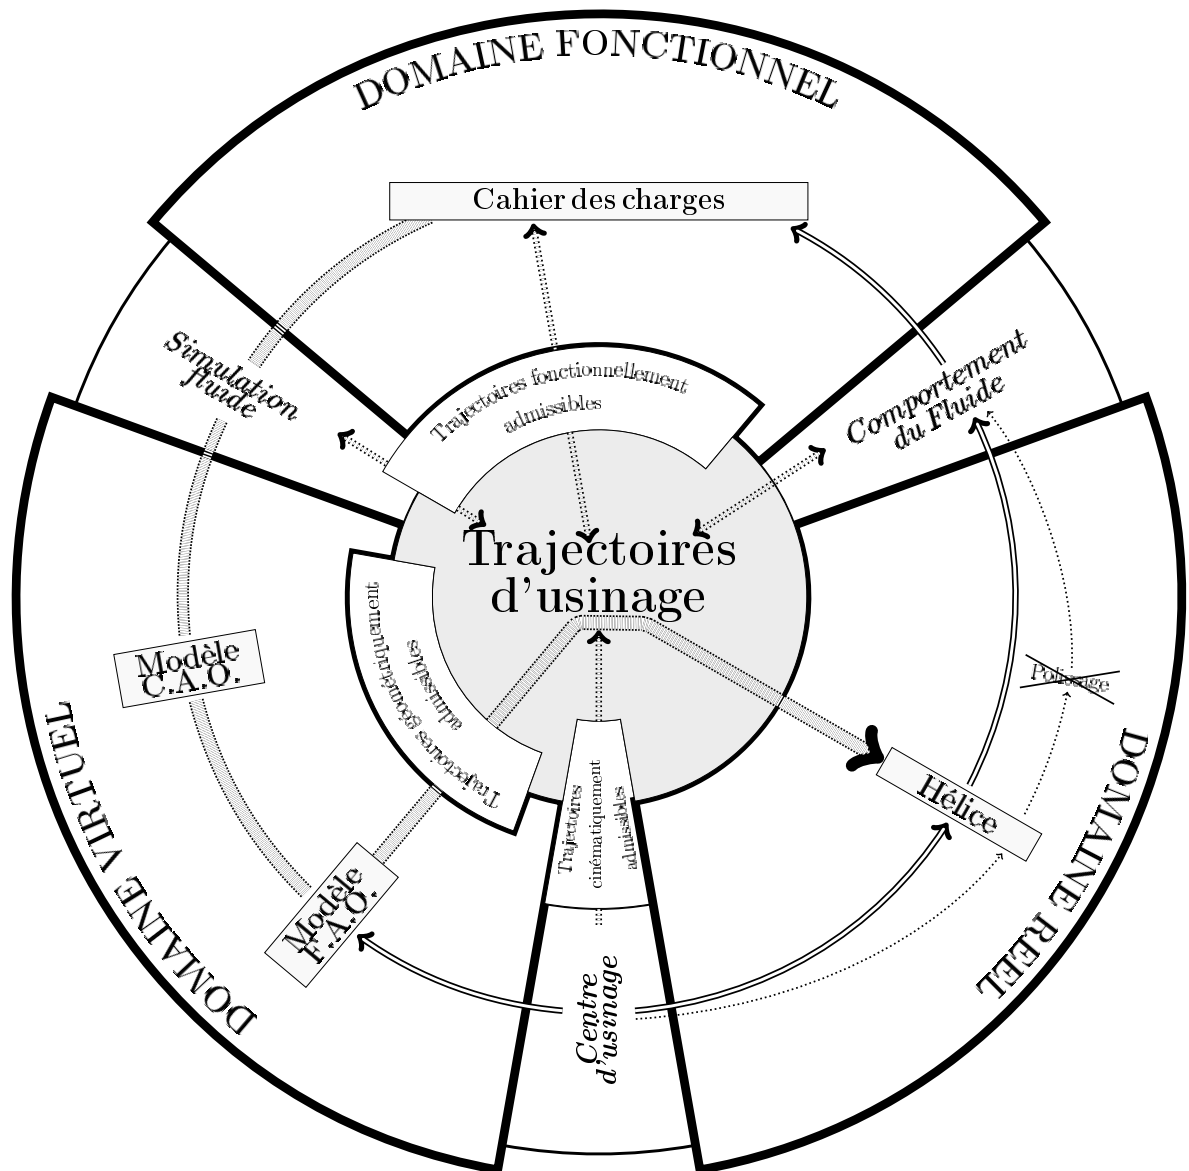 DOMAINE FONCTIONNEL
Cahier des charges
Simulation
fluide
Comportement
du Fluide
Trajectoires fonctionnellement
admissibles
Trajectoires
d'usinage
Trajectoires géométriquement
admissibles
Modèle
C.A.O.
Polissage
DOMAINE VIRTUEL
DOMAINE REEL
Hélice
Trajectoires
cinématiquement
admissibles
Modèle
F.A.O.
Centre
d'usinage